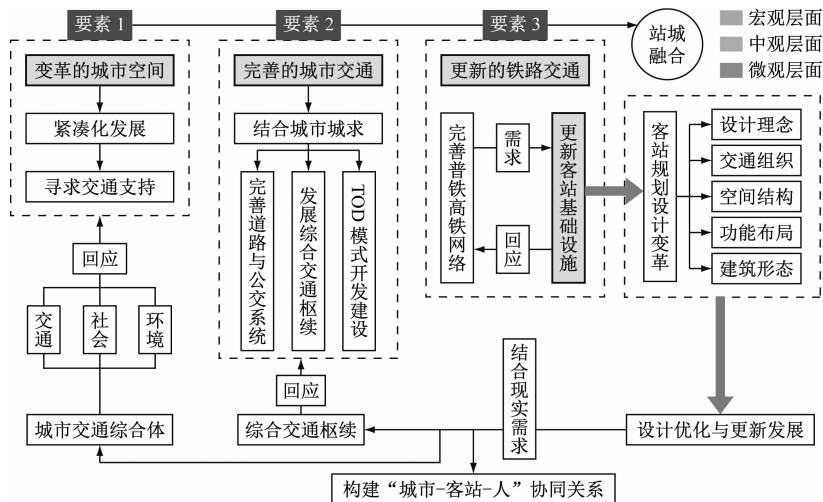 要素 1
要素 2
要素 3
站城
融合
宏观层面
中观层面
微观层面
变革的城市空间
紧凑化发展
寻求交通支持
回应
交通
社会
环境
城市交通综合体
完善的城市交通
结合城市城求
完善道路与公交系统
发展综合交通枢续
TOD 模式开发建设
回应
综合交通枢续
更新的铁路交通
完善普铁高铁网络
需求
回应
更新客站基础设施
客站规划设计变革
设计理念
交通组织
空间结构
功能布局
建筑形态
结合现实需求
设计优化与更新发展
构建“城市-客站-人”协同关系